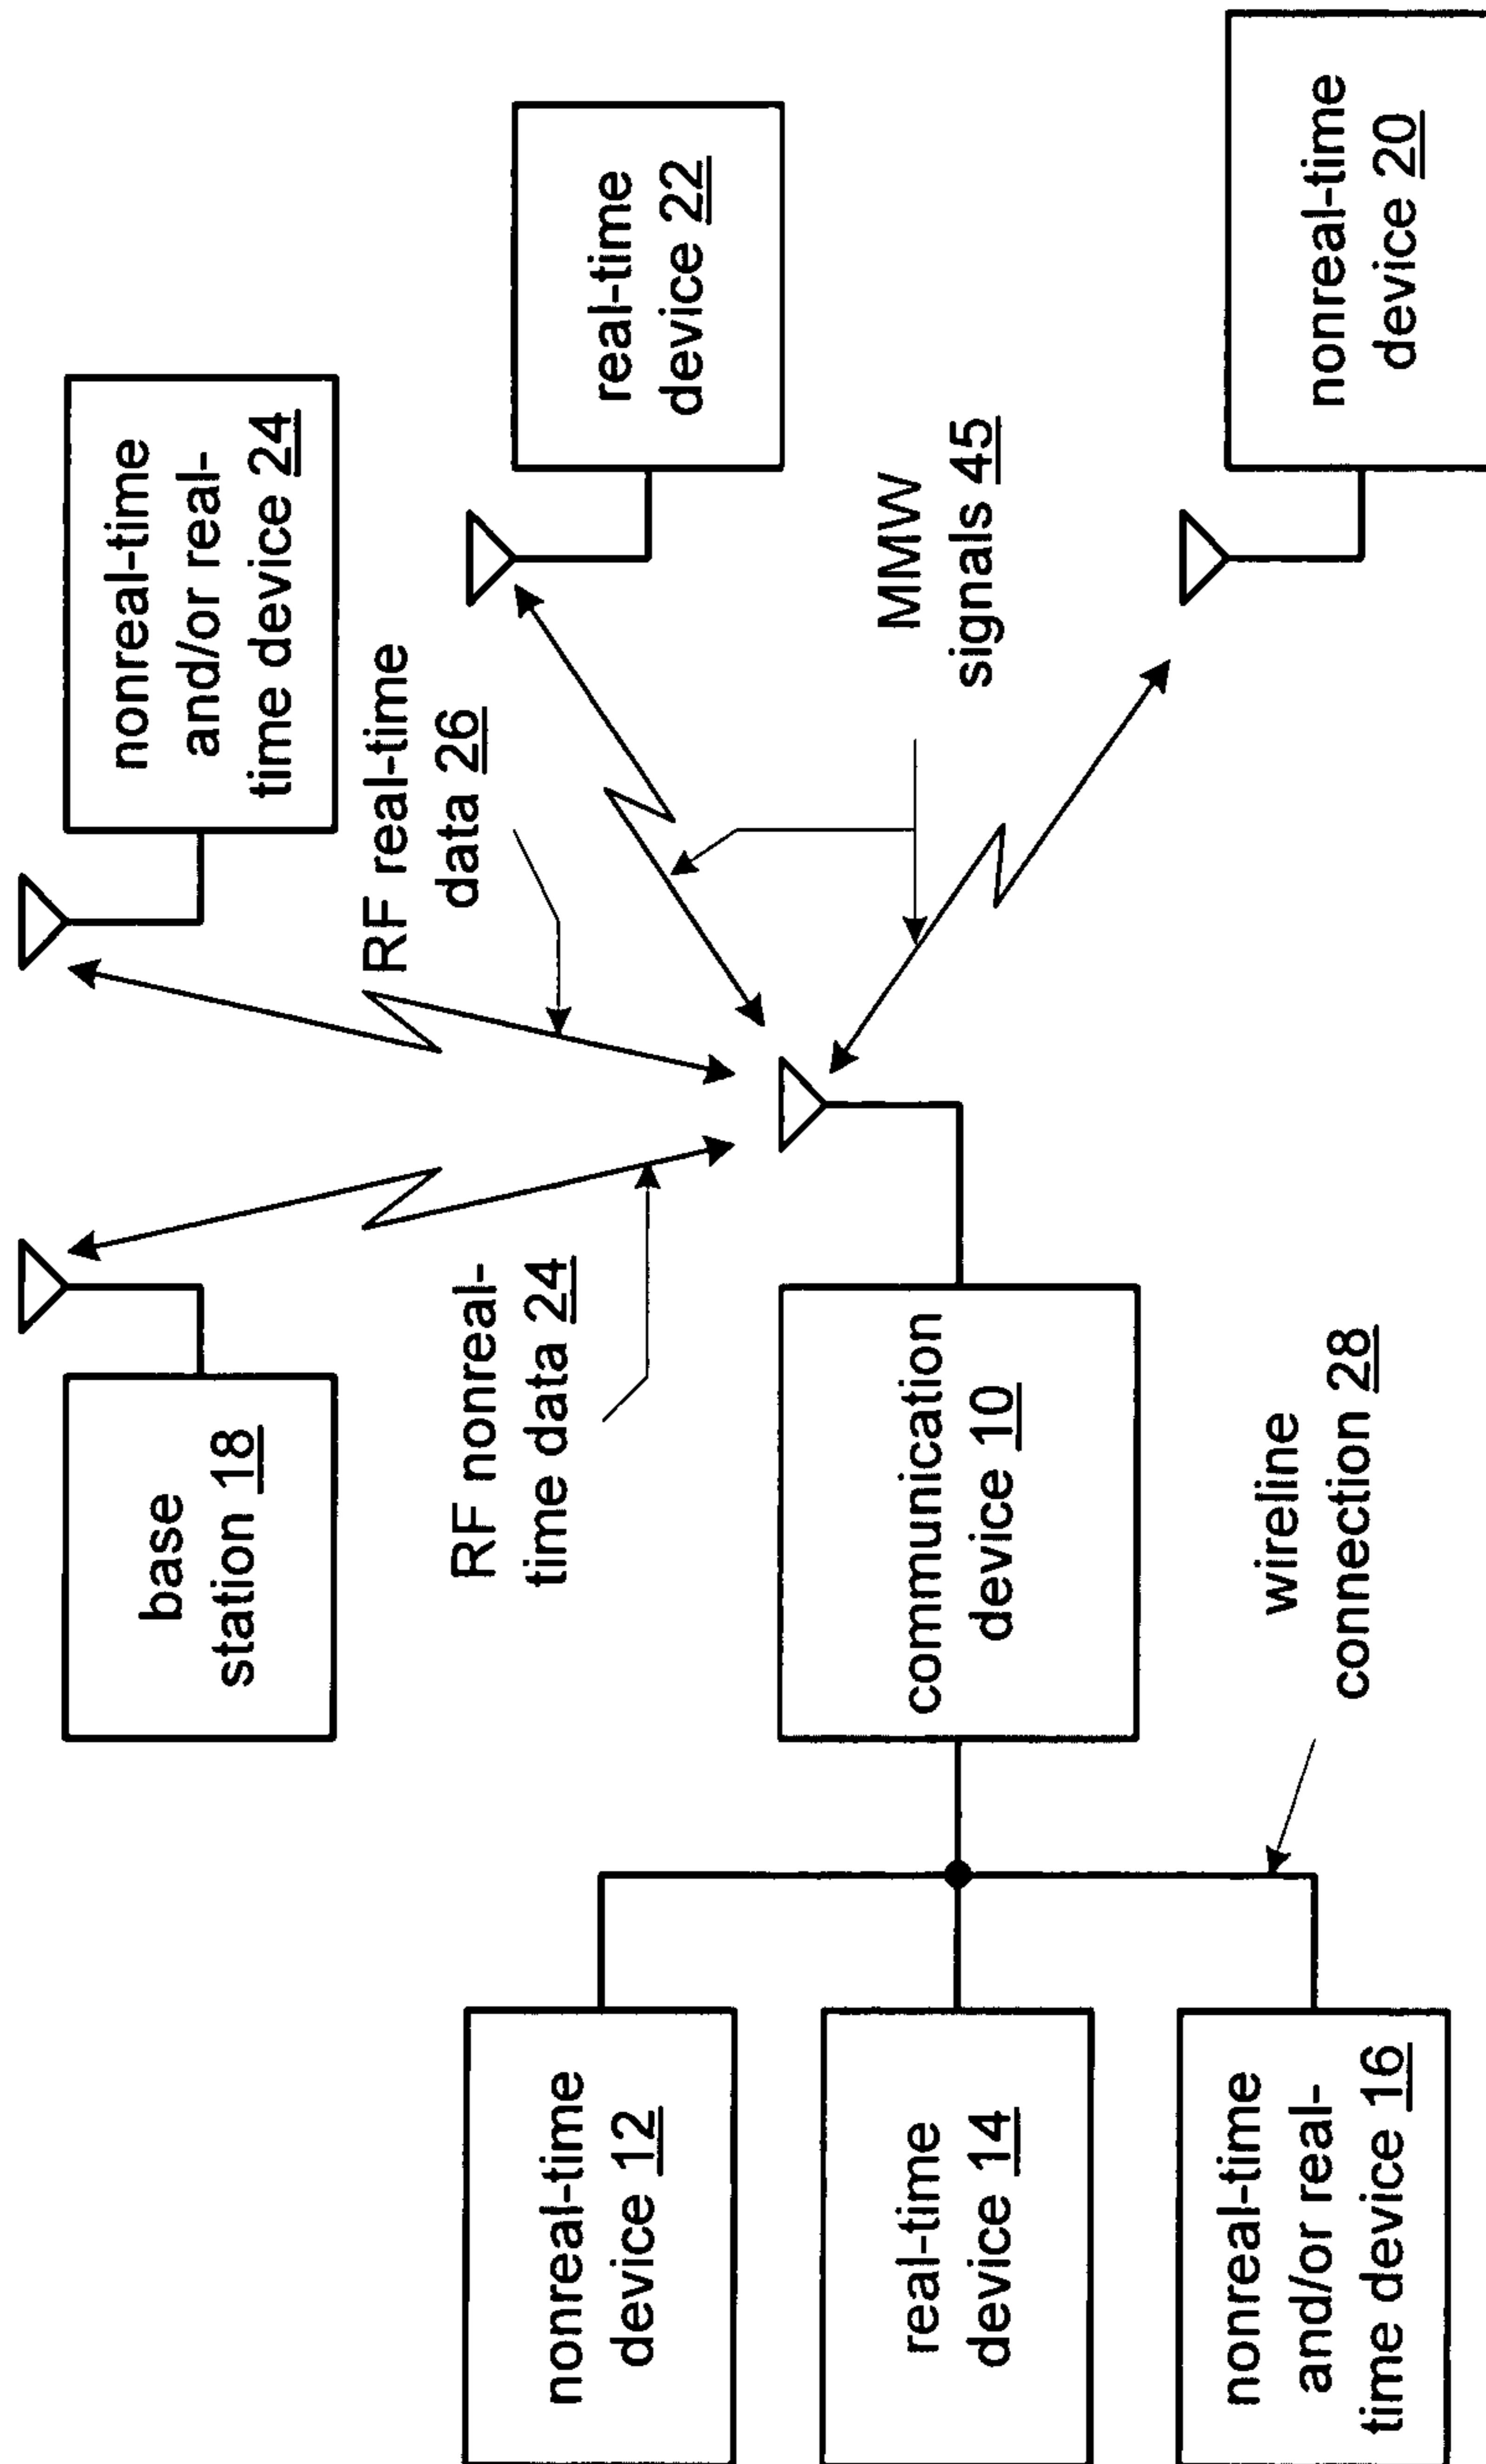 base
station 18
nonreal-time
and/or real-
time device 24
RF nonreal-
time data 24
RF real-time
data 26
nonreal-time
device 12
real-time
device 22
real-time
device 14
communication
device 10
MMW
signals 45
nonreal-time
and/or real-
time device 16
wireline
connection 28
nonreal-time
device 20